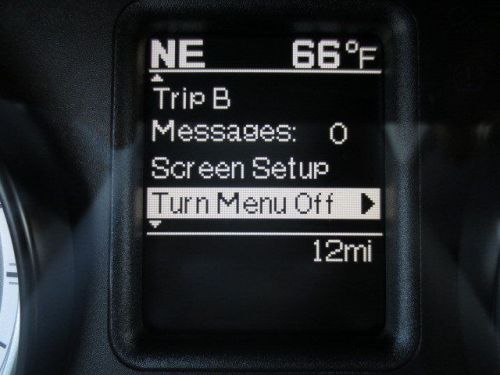 NE 66°F
Trip B
Messages: 0
Screen Setup
Turn Menu Off
12mi